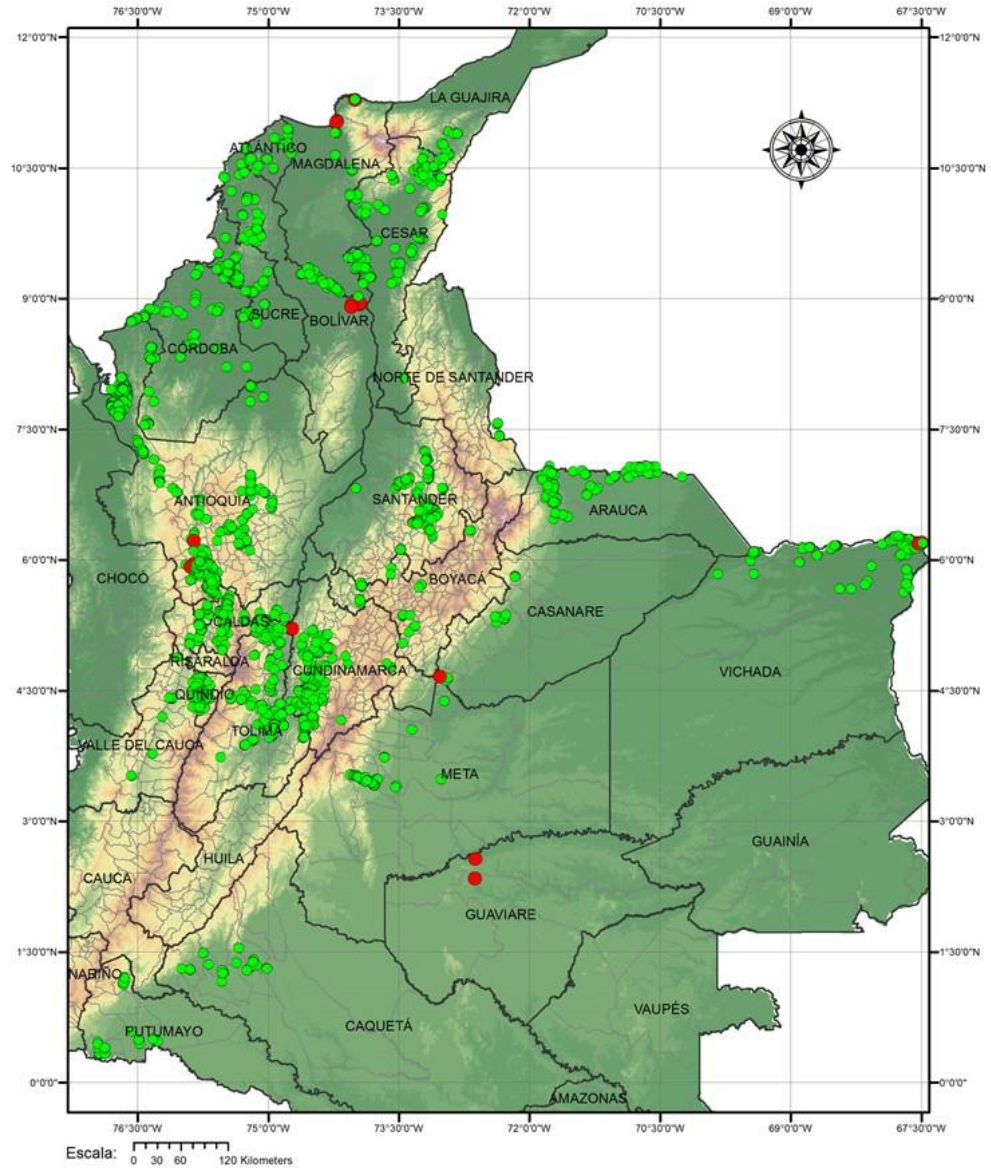 76°30'0"W 75°0'0"W 73°30'0"W 72°0'0"W 70°30'0"W 69°0'0"W 67°30'0"W
12°0'0"N 12°0'0"N
LA GUAJIRA
ATLÁNTICO
MAGDALENA
10°30'0"N 10°30'0"N
CESAR
9°0'0"N 9°0'0"N
SUCRE
BOLÍVAR
CÓRDOBA
NORTE DE SANTANDER
7°30'0"N 7°30'0"N
ANTIOQUIA
SANTANDER
ARAUCA
6°0'0"N 6°0'0"N
CHOCÓ
BOYACÁ
CASANARE
CALDAS
RISARALDA
CUNDINAMARCA
VICHADA
4°30'0"N 4°30'0"N
QUINDIO
TOLIMA
VALLE DEL CAUCA
META
3°0'0"N 3°0'0"N
GUAINÍA
HUILA
CAUCA
GUAVIARE
1°30'0"N 1°30'0"N
NARIÑO
VAUPÉS
CAQUETÁ
PUTUMAYO
0°0'0" 0°0'0"
AMAZONAS
76°30'0"W 75°0'0"W 73°30'0"W 72°0'0"W 70°30'0"W 69°0'0"W 67°30'0"W
Escala: 0 30 60 120 Kilometers